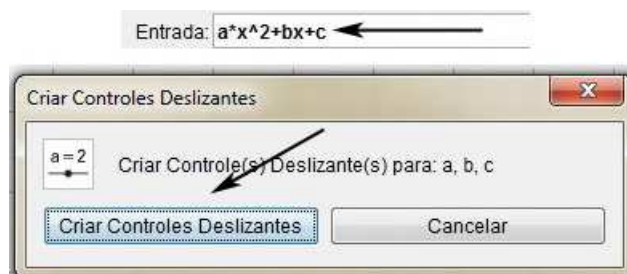 Entrada: a*x^2+bx+c
Criar Controles Deslizantes
a=2
Criar Controle(s) Deslizante(s) para: a, b, c
Criar Controles Deslizantes
Cancelar